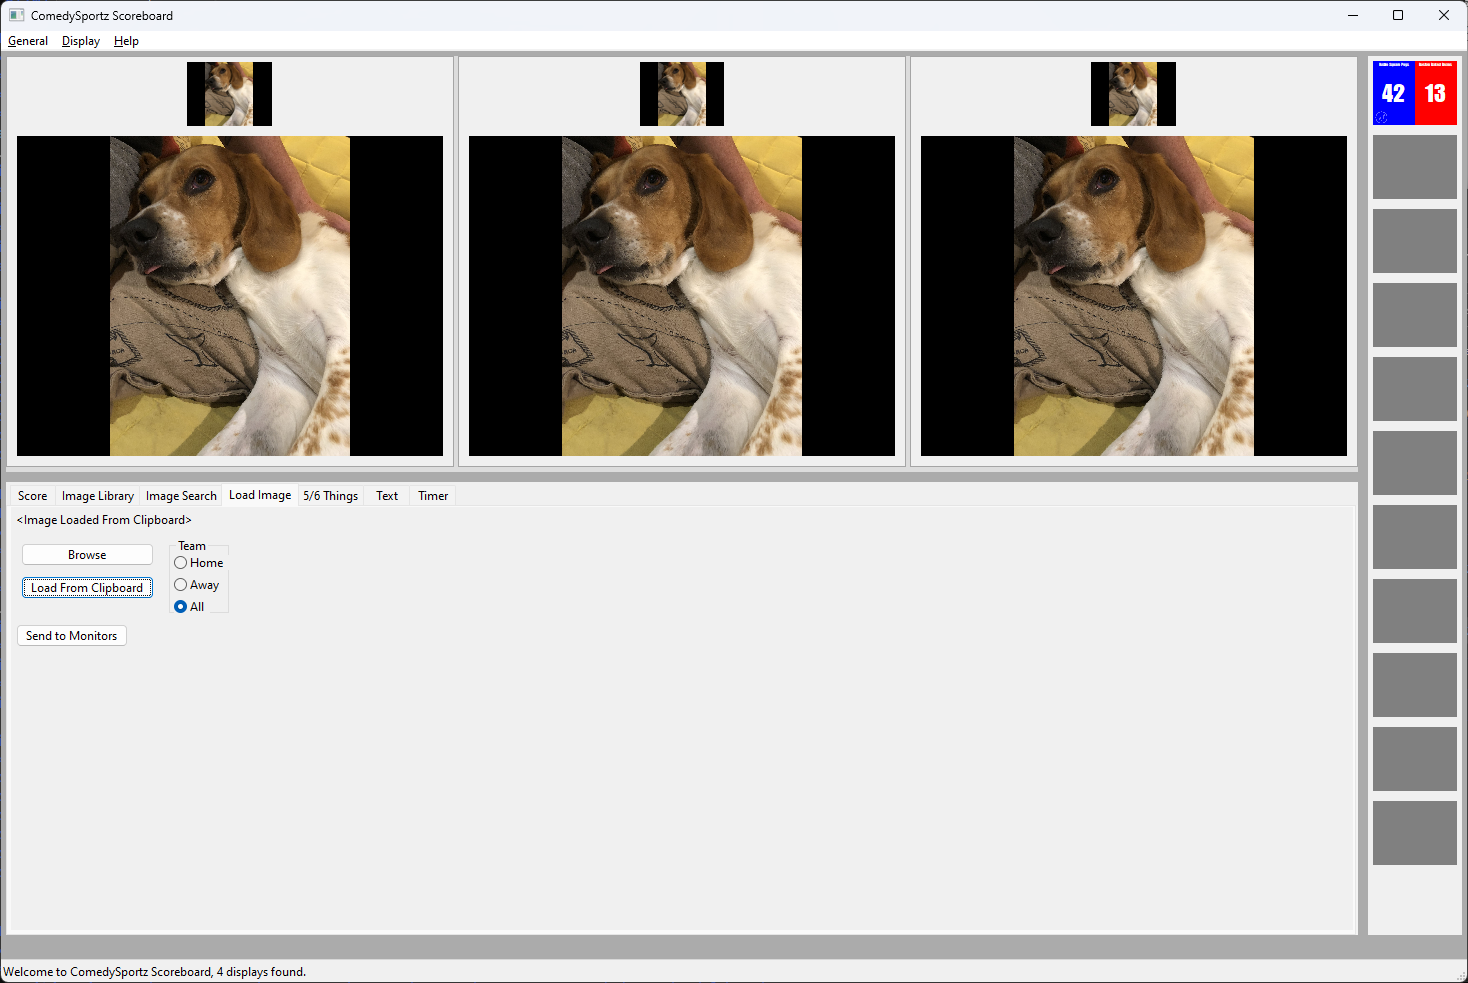 ComedySportz Scoreboard
General Display Help
42 13
Score Image Library Image Search Load Image 5/6 Things Text Timer
<Image Loaded From Clipboard>
Browse
Load From Clipboard
Team
Home
Away
All
Send to Monitors
Welcome to ComedySportz Scoreboard, 4 displays found.